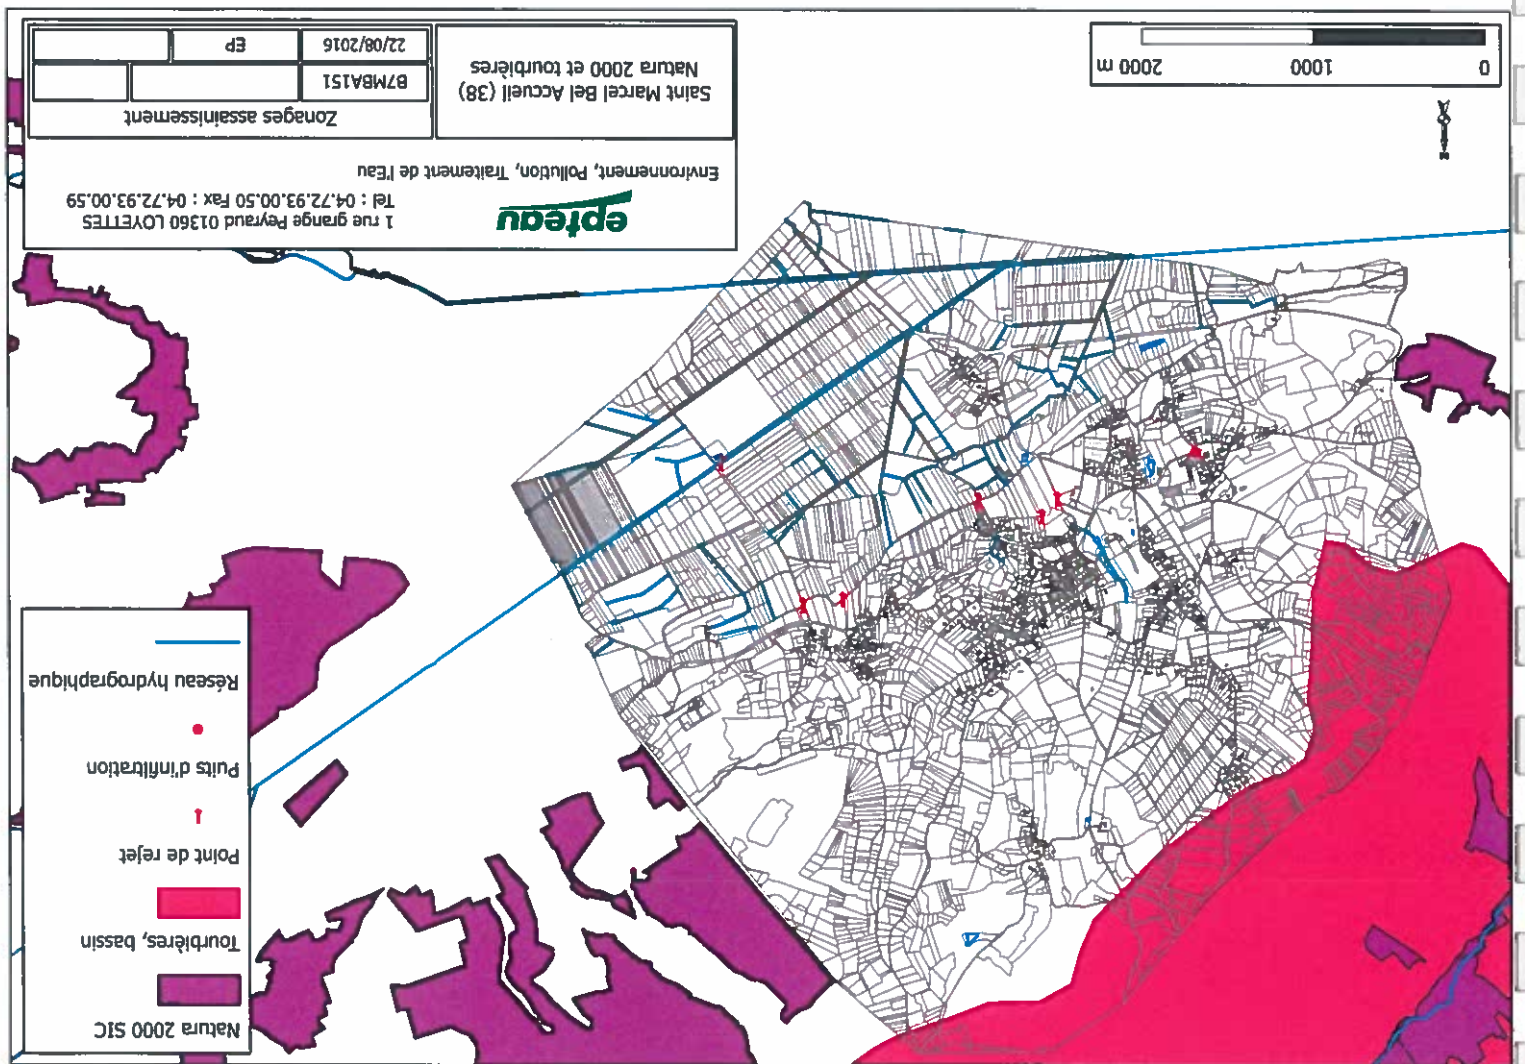 Natura 2000 SIC
Tourbières, bassin
Point de rejet
Puits d'infiltration
Réseau hydrographique
N
0 1000 2000 m
epteau
1 rue grange Peyraud 01360 LOYETTES
Tel : 04.72.93.00.50 Fax : 04.72.93.00.59
Environnement, Pollution, Traitement de l'Eau
Saint Marcel Bel Accueil (38)
Natura 2000 et tourbières
Zonages assainissement
B7MBA151
22/08/2016 EP